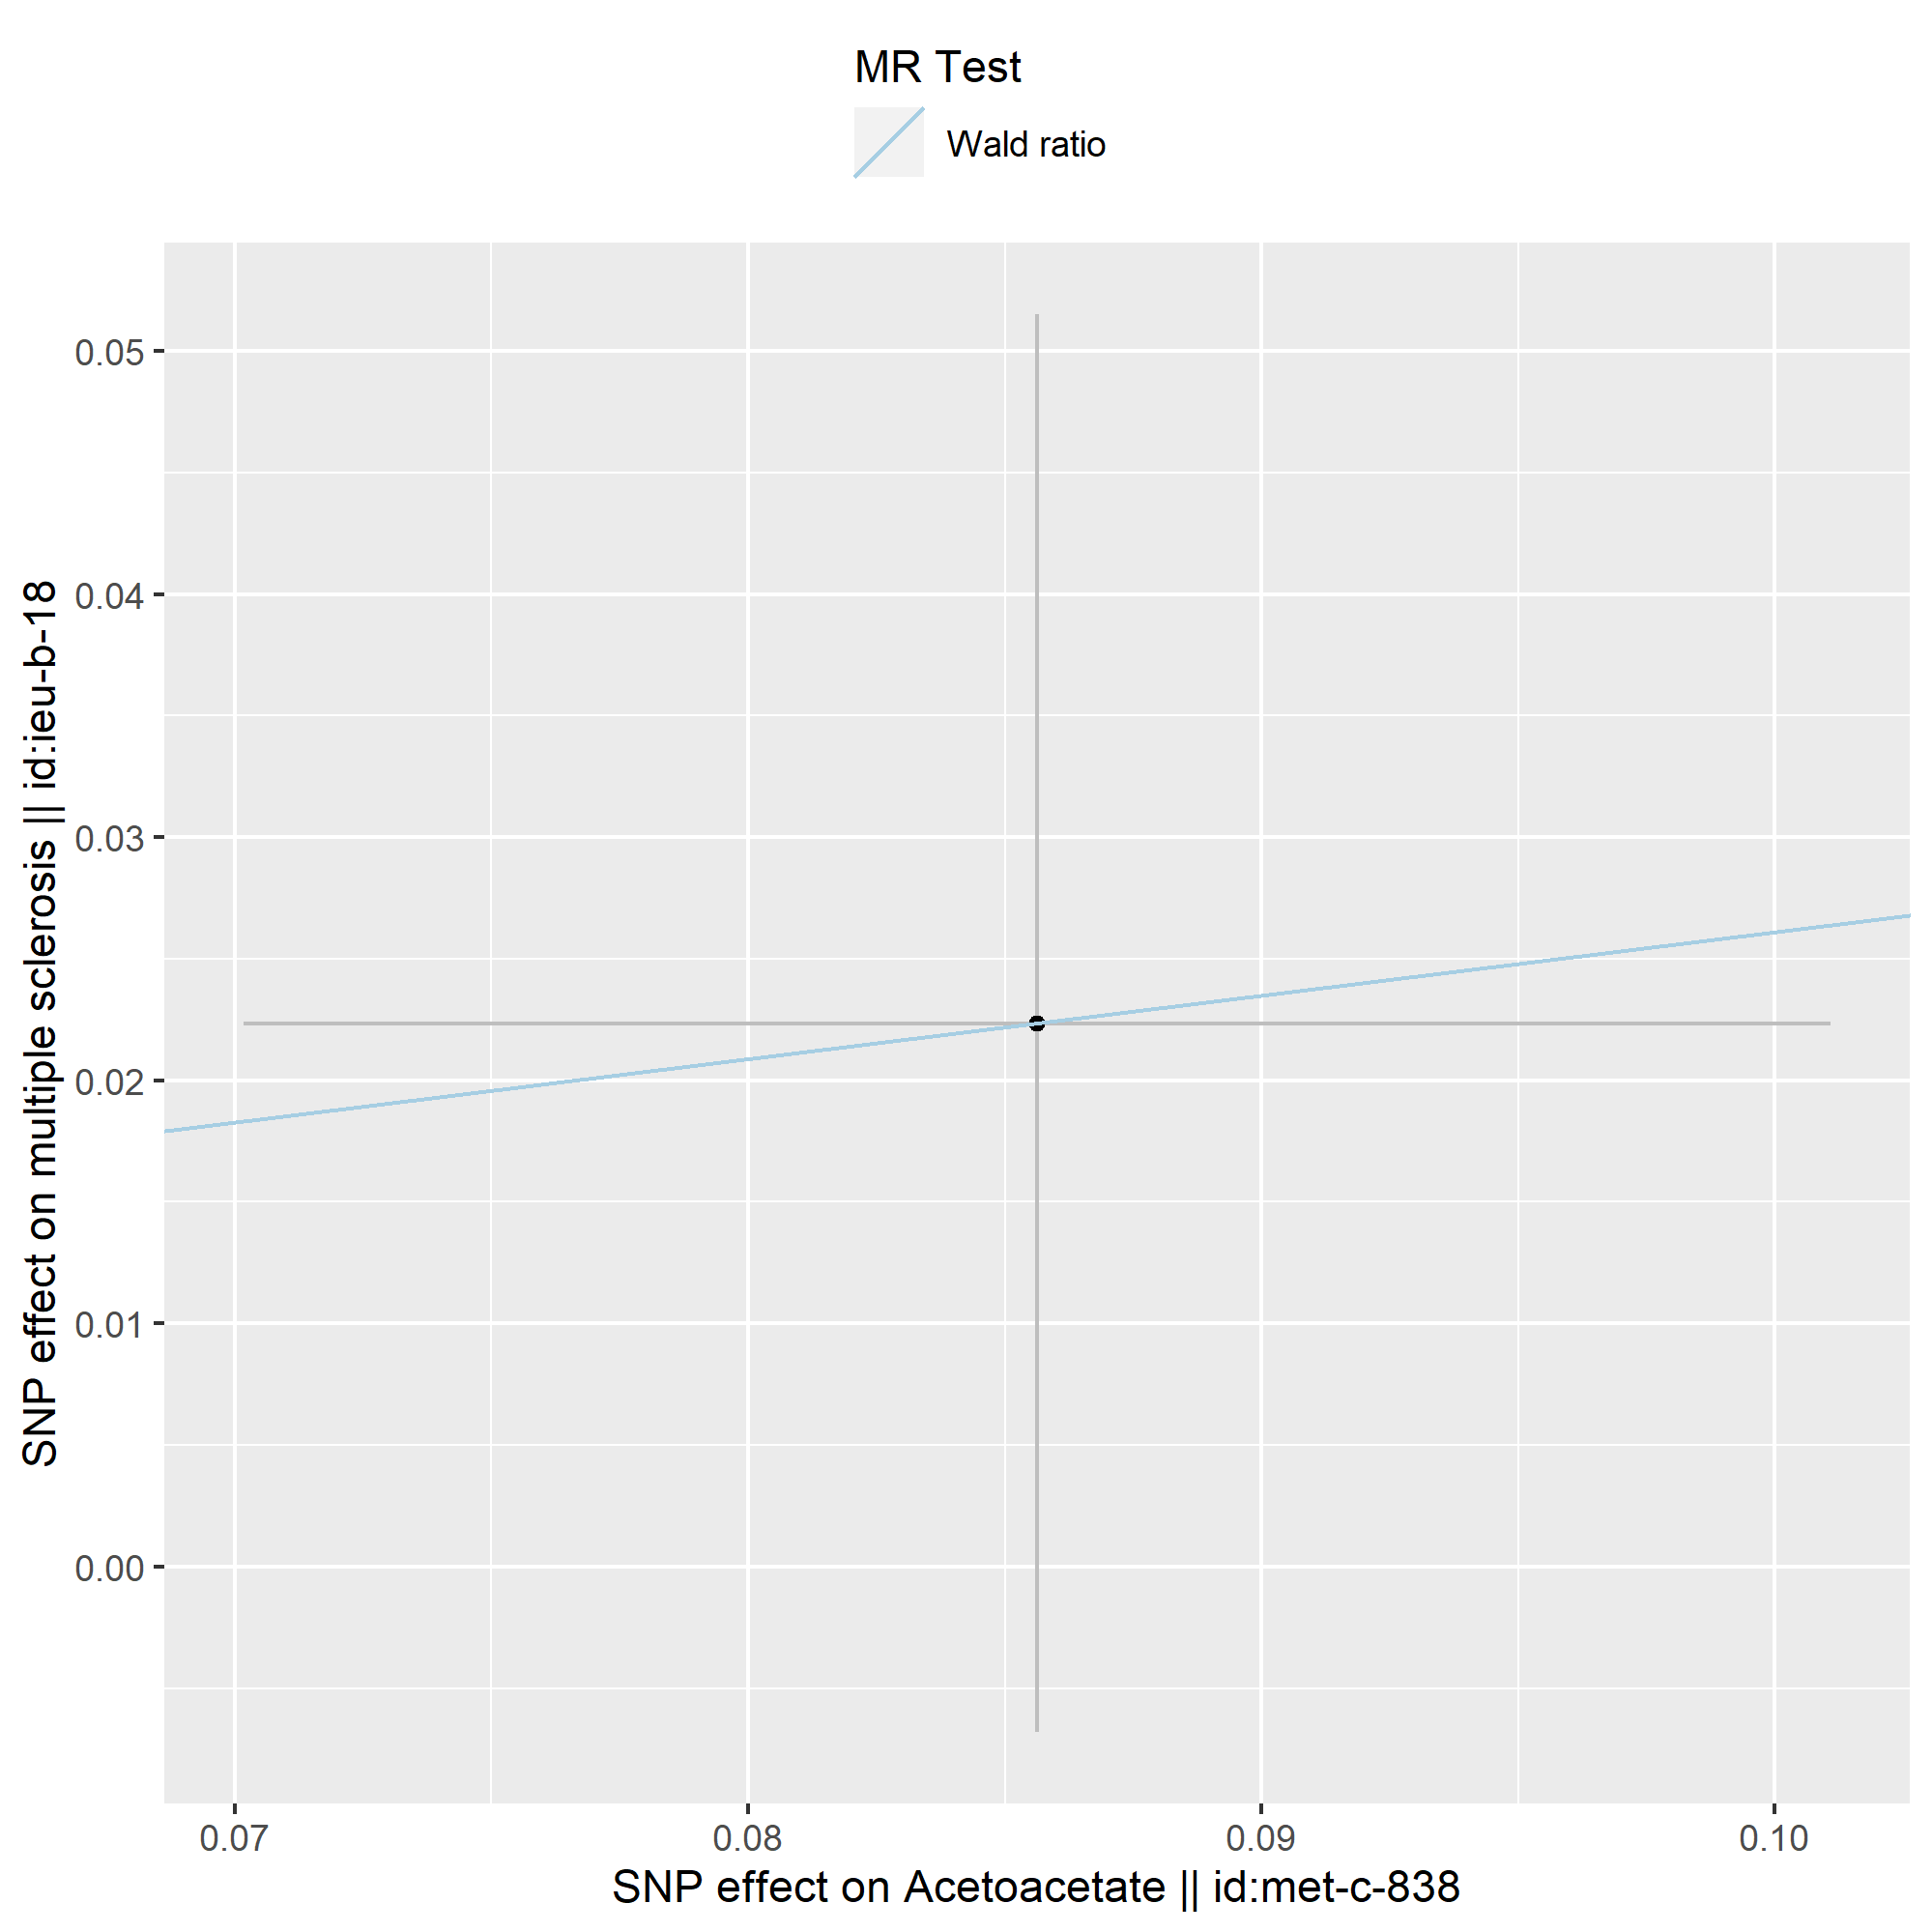 MR Test
Wald ratio
SNP effect on multiple sclerosis || id:ieu-b-18
0.05
0.04
0.03
0.02
0.01
0.00
0.07
0.08
0.09
0.10
SNP effect on Acetoacetate || id:met-c-838